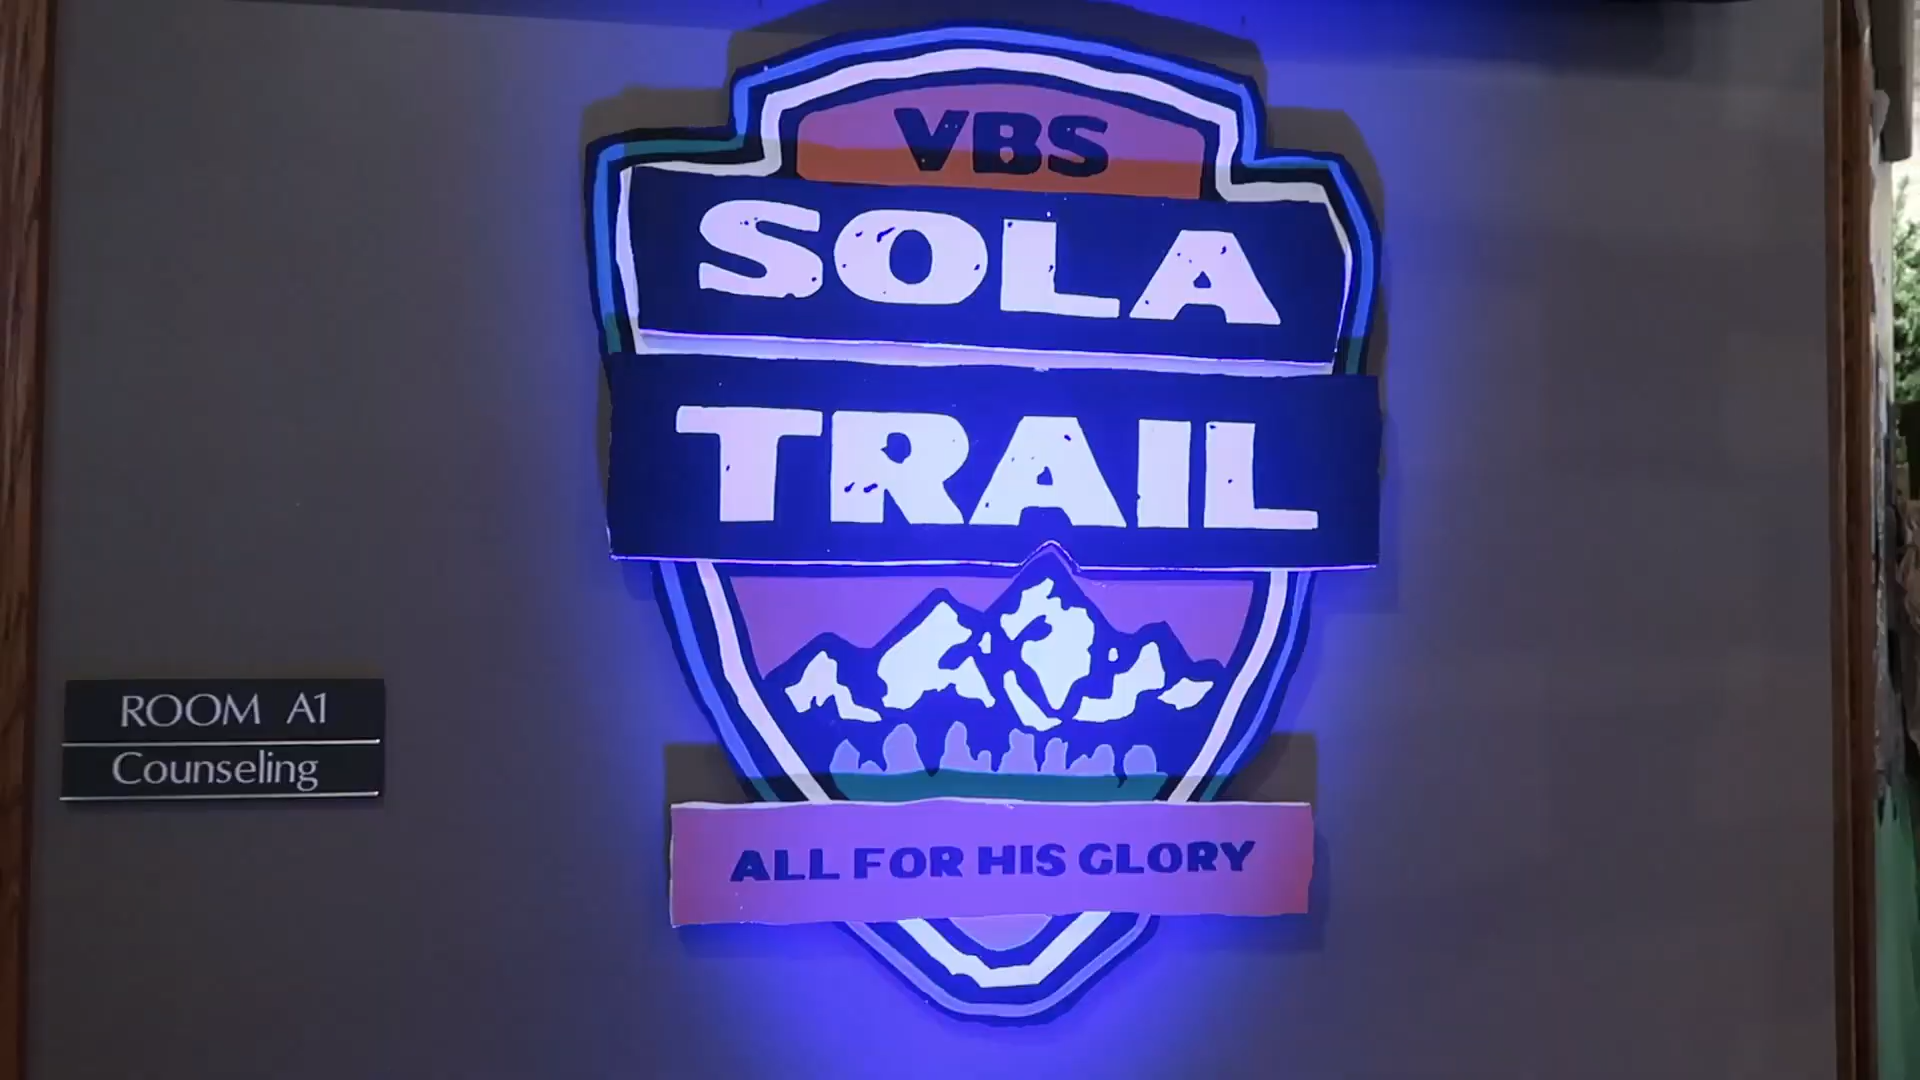 VBS
SOLA
TRAIL
ALL FOR HIS GLORY
ROOM A1
Counseling